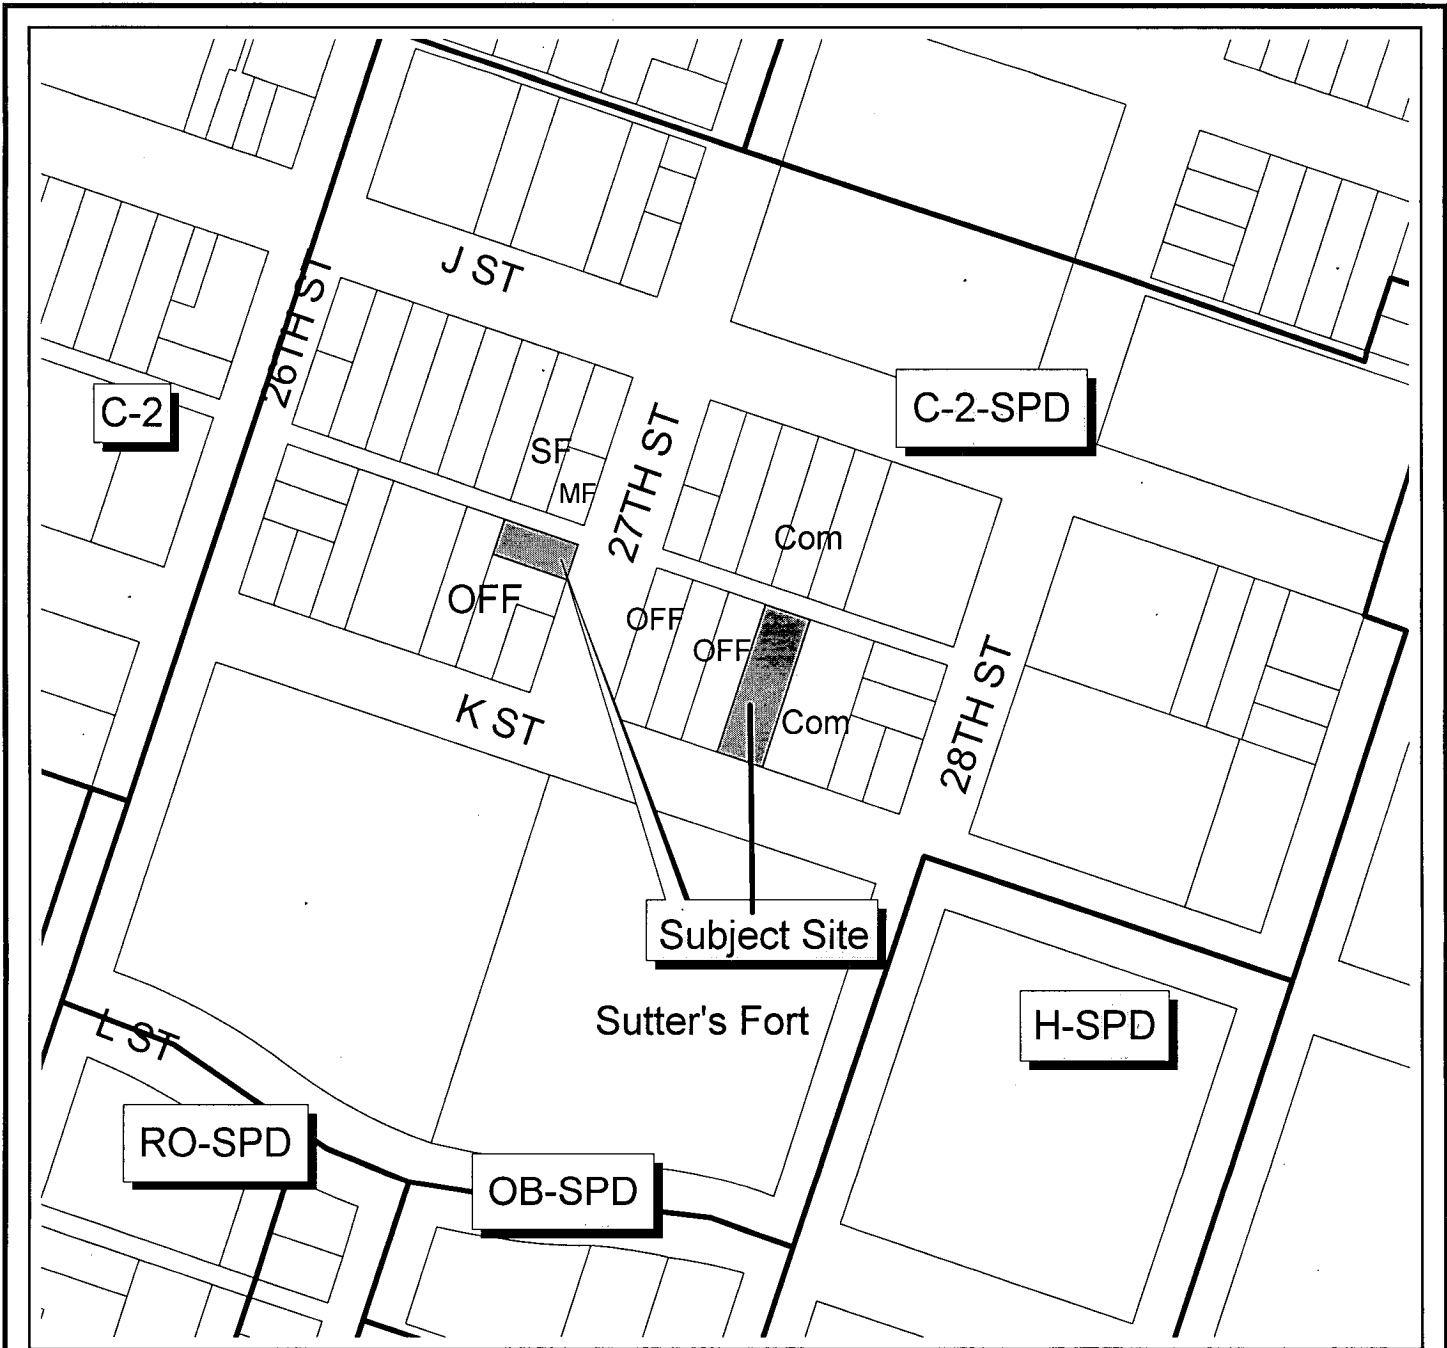 J ST
26TH ST
C-2
C-2-SPD
27TH ST
SF
MF
Com
OFF
OFF
OFF
28TH ST
K ST
Com
Subject Site
Sutter's Fort
H-SPD
L ST
RO-SPD
OB-SPD